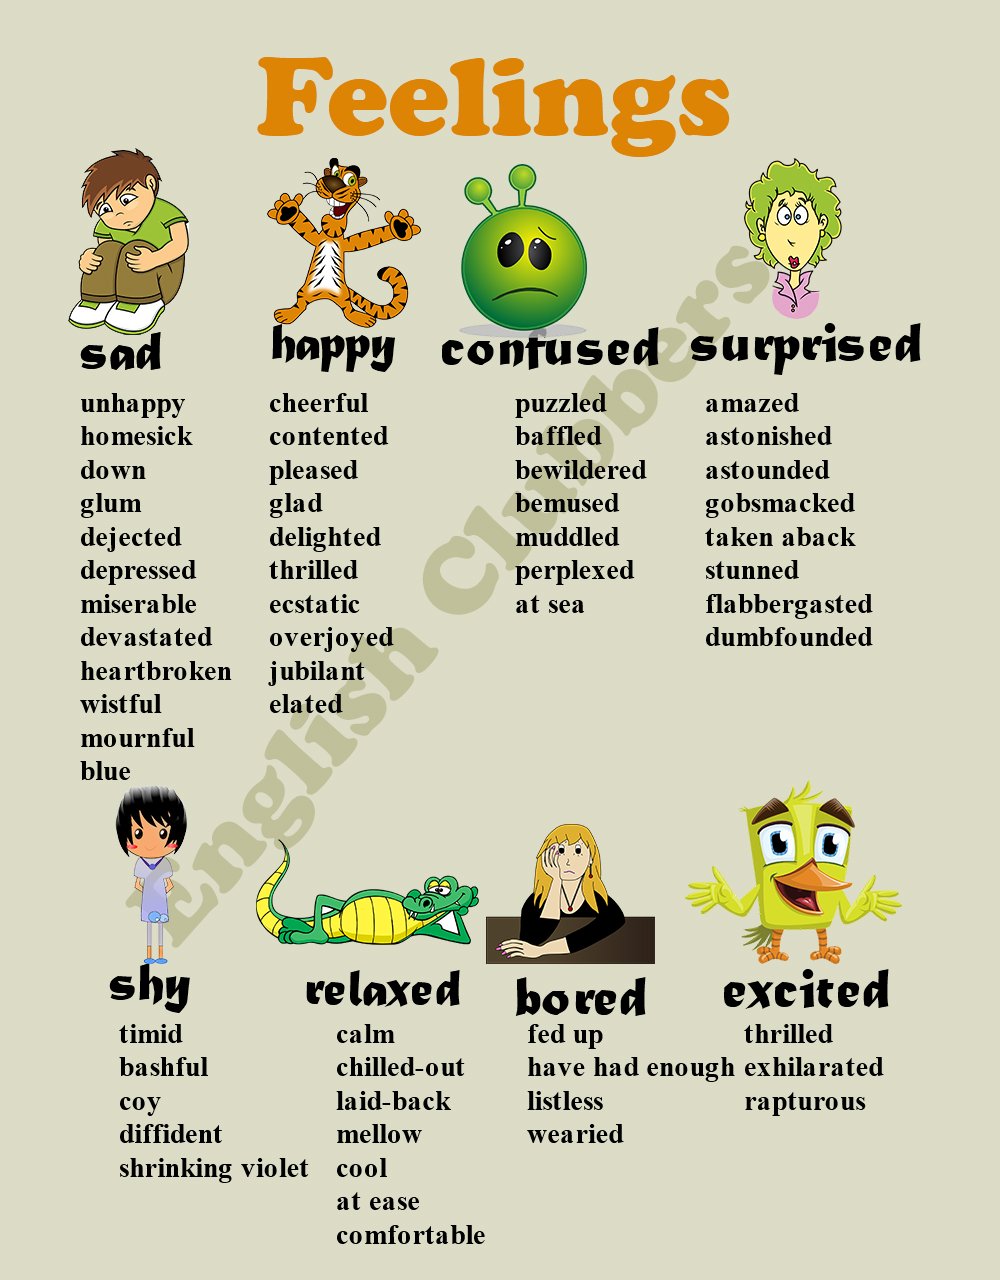 Feelings
sad
unhappy
homesick
down
glum
dejected
depressed
miserable
devastated
heartbroken
wistful
mournful
blue
happy
cheerful
contented
pleased
glad
delighted
thrilled
ecstatic
overjoyed
jubilant
elated
confused
puzzled
baffled
bewildered
bemused
muddled
perplexed
at sea
surprised
amazed
astonished
astounded
gobsmacked
taken aback
stunned
flabbergasted
dumbfounded
shy
timid
bashful
coy
diffident
shrinking violet
relaxed
calm
chilled-out
laid-back
mellow
cool
at ease
comfortable
bored
fed up
have had enough
listless
wearied
excited
thrilled
exhilarated
rapturous
English Clubbers